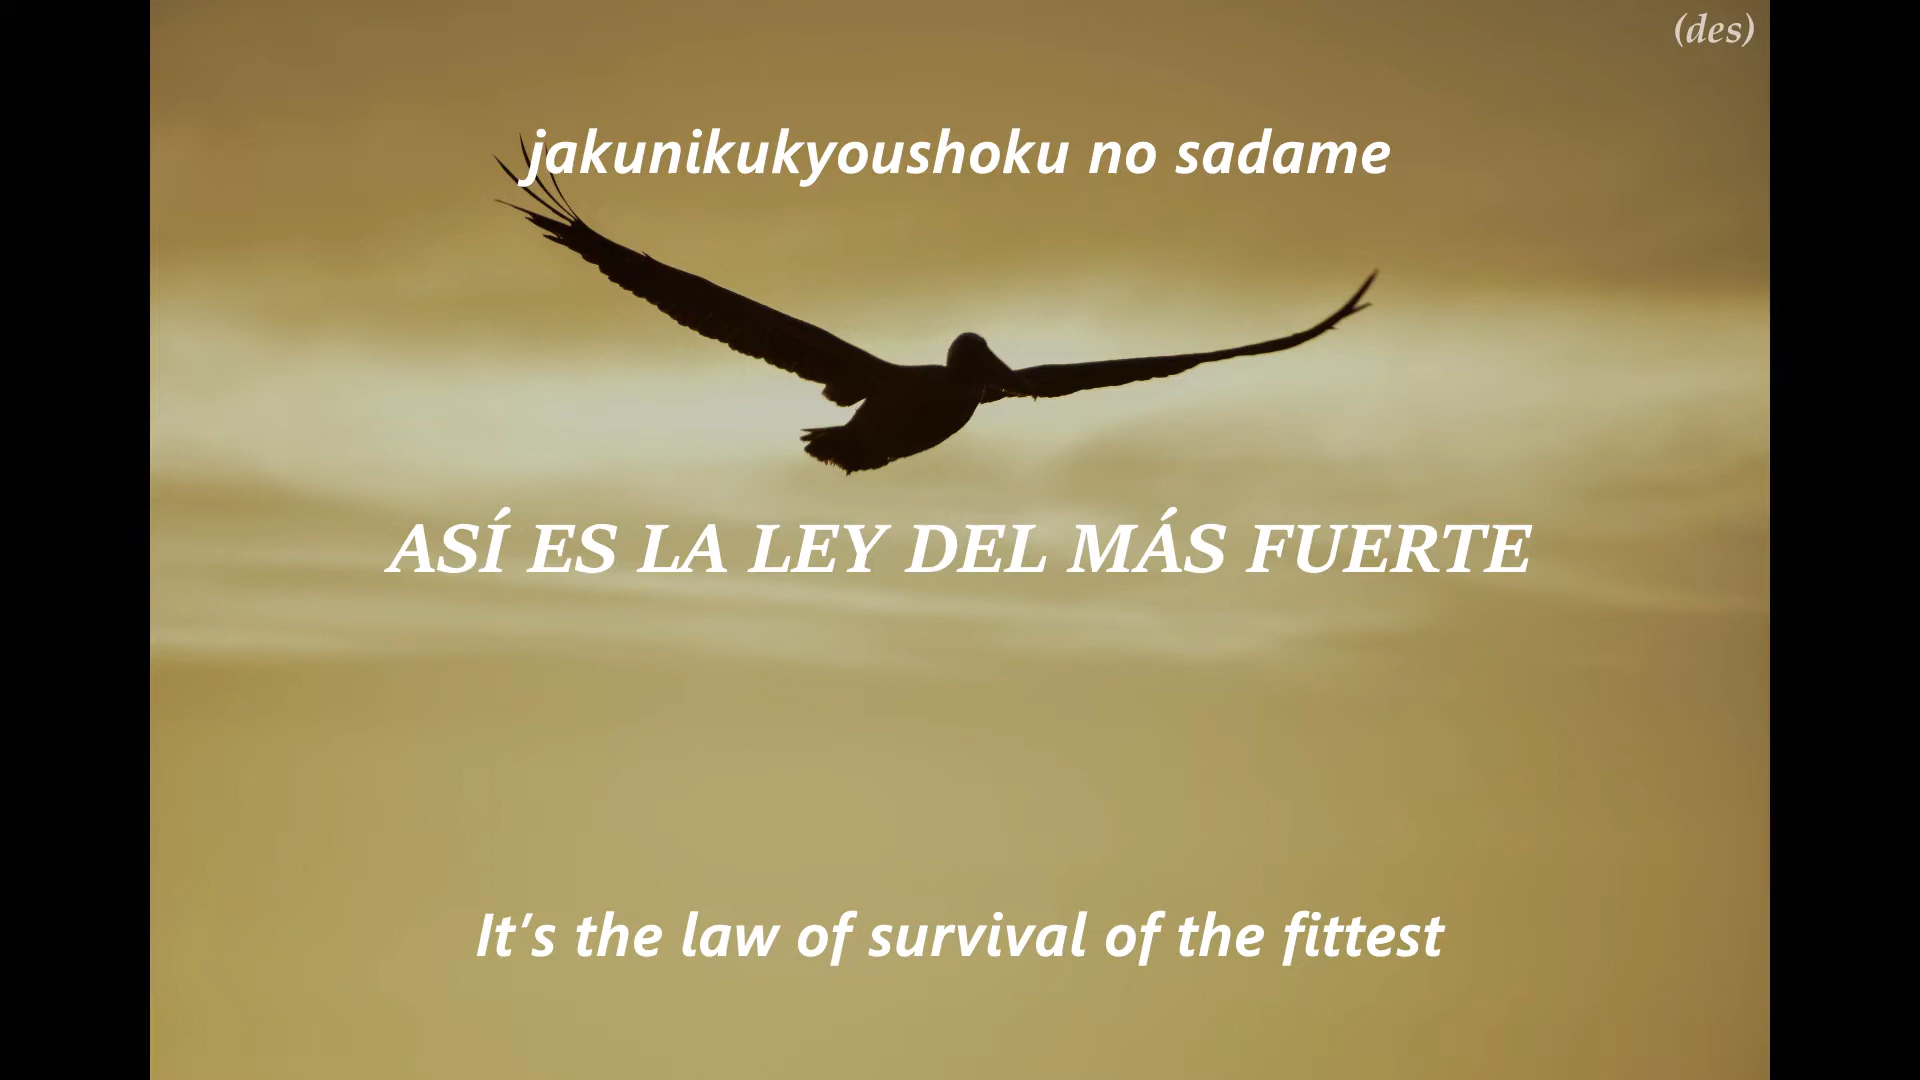 (des)
jakunikukyoushoku no sadame
ASÍ ES LA LEY DEL MÁS FUERTE
It's the law of survival of the fittest